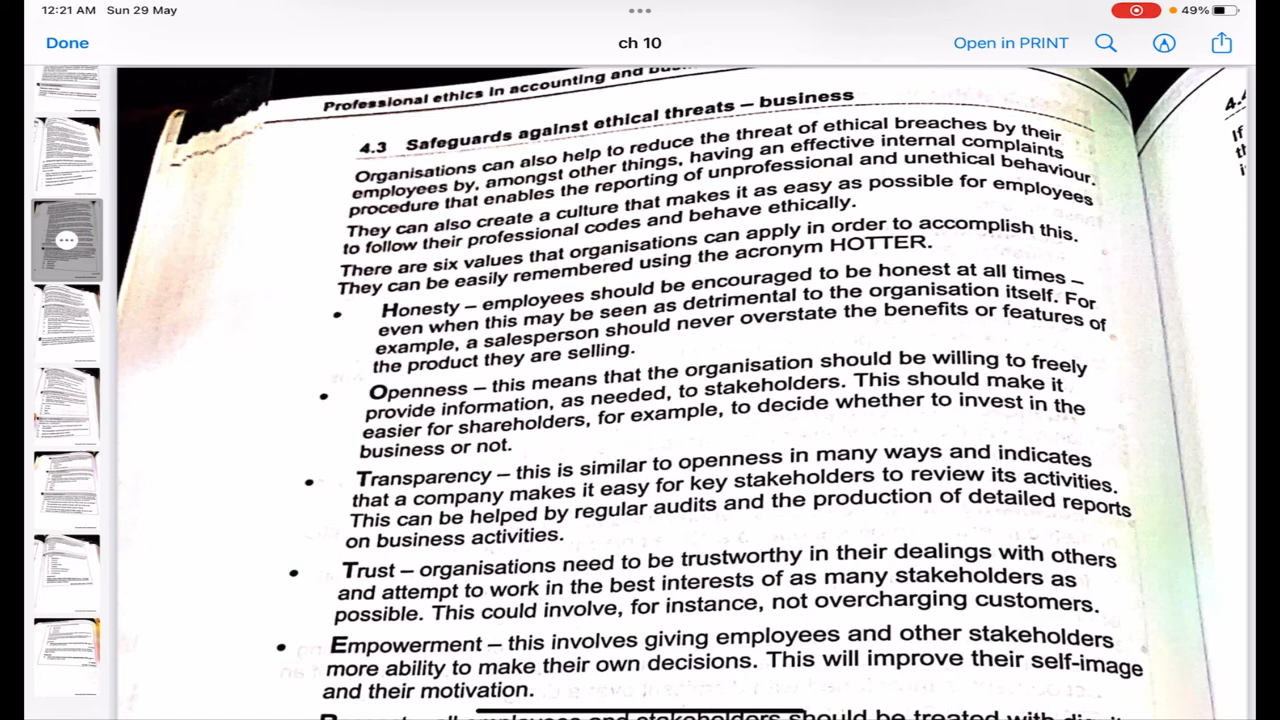 12:21 AM Sun 29 May
49%
Done
ch 10
Open in PRINT
Professional ethics in accounting and
4.3 Safeguards against ethical threats – business
Organisations can also help to reduce the threat of ethical breaches by their
employees by, amongst other things, having an effective internal complaints
procedure that enables the reporting of unprofessional and unethical behaviour.
They can also create a culture that makes it as easy as possible for employees
to follow their professional codes and behave ethically.
There are six values that organisations can apply in order to accomplish this.
They can be easily remembered using the acronym HOTTER.
• Honesty – employees should be encouraged to be honest at all times –
even when this may be seen as detrimental to the organisation itself. For
example, a salesperson should never overstate the benefits or features of
the product they are selling.
• Openness – this means that the organisation should be willing to freely
provide information, as needed, to stakeholders. This should make it
easier for shareholders, for example, to decide whether to invest in the
business or not.
• Transparency – this is similar to openness in many ways and indicates
that a company makes it easy for key stakeholders to review its activities.
This can be helped by regular audits and the production of detailed reports
on business activities.
• Trust – organisations need to be trustworthy in their dealings with others
and attempt to work in the best interests of as many stakeholders as
possible. This could involve, for instance, not overcharging customers.
• Empowerment – this involves giving employees and other stakeholders
more ability to make their own decisions. This will improve their self-image
and their motivation.
all employees and stakeholders should be treated with
4.4
If